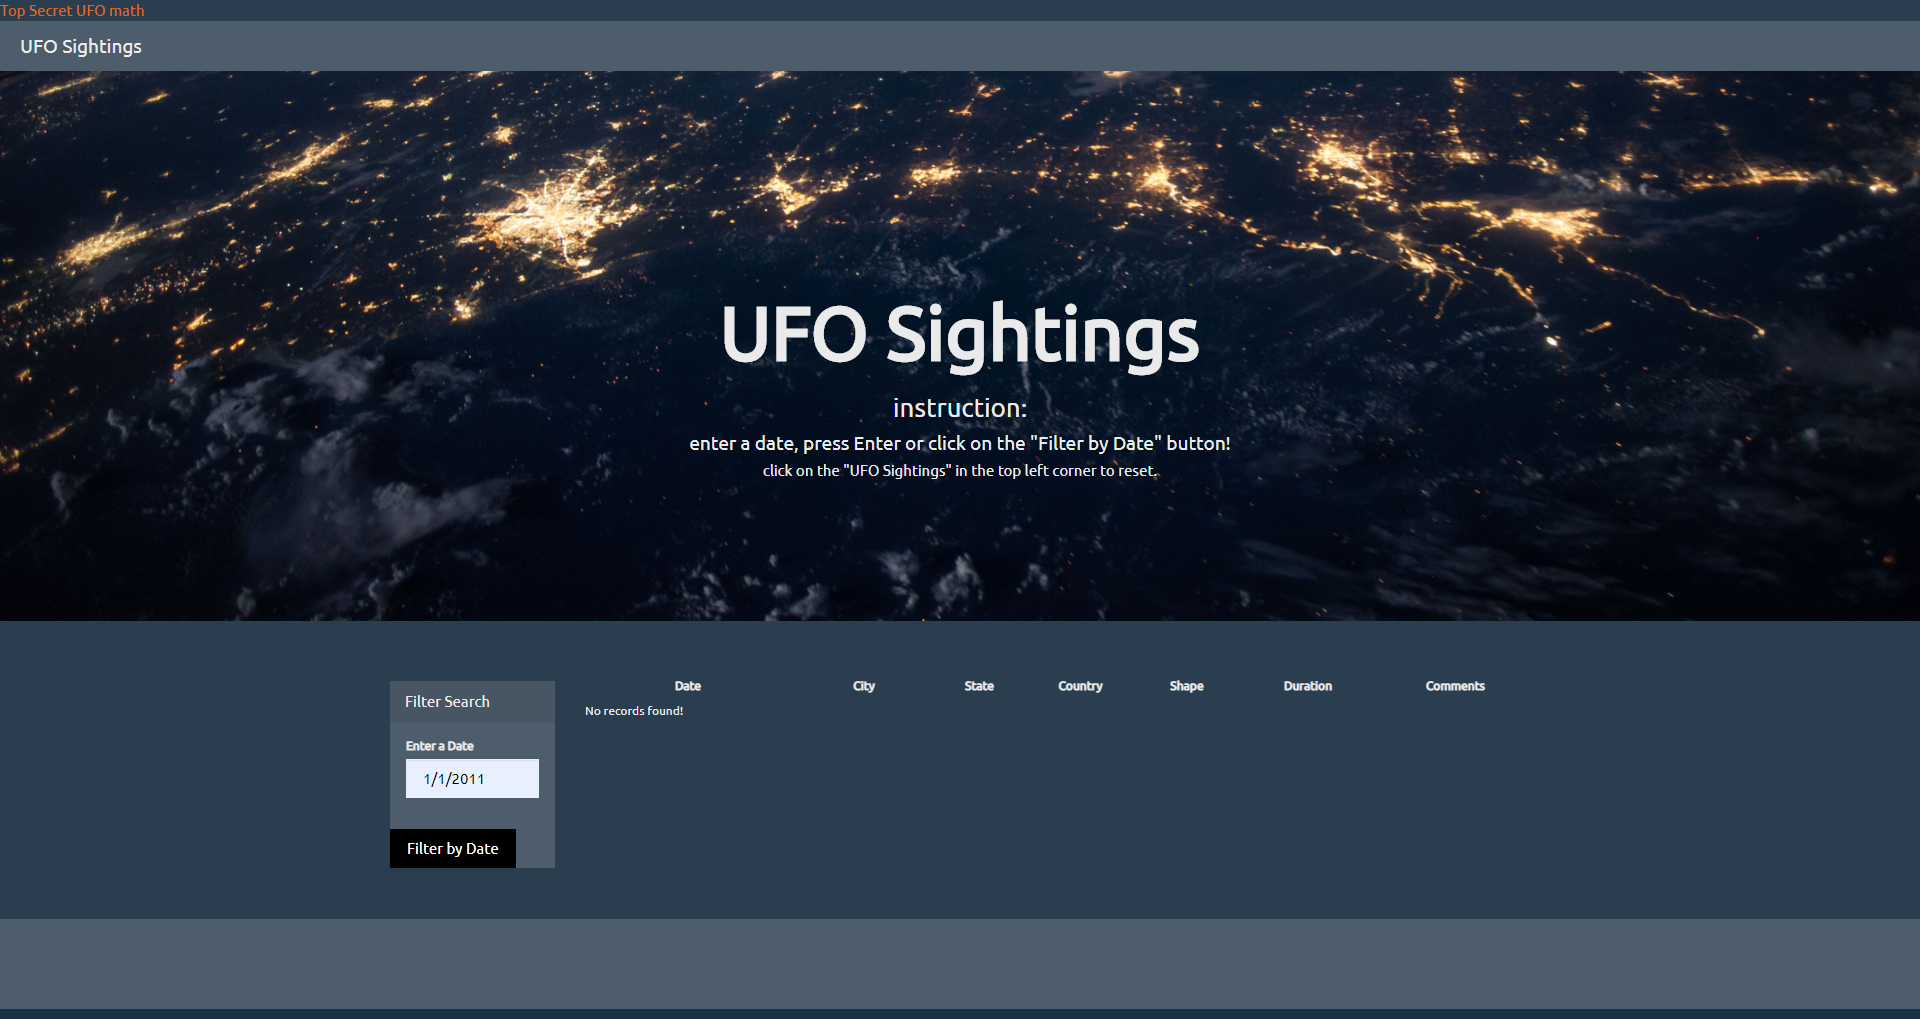 Top Secret UFO math
UFO Sightings
UFO Sightings
instruction:
enter a date, press Enter or click on the "Filter by Date" button!
click on the "UFO Sightings" in the top left corner to reset.
Filter Search
Enter a Date
1/1/2011
Filter by Date
Date City State Country Shape Duration Comments
No records found!